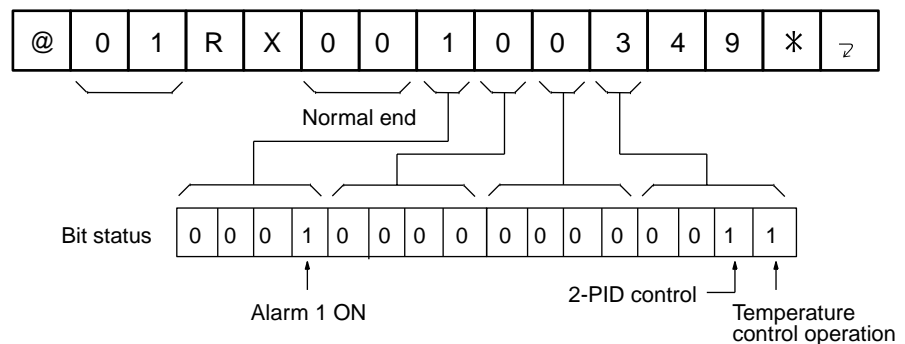 @ 0 1 R X 0 0 1 0 0 3 4 9 * ↵
Normal end
Bit status 0 0 0 1 0 0 0 0 0 0 0 0 0 0 1 1
Alarm 1 ON
2-PID control
Temperature
control operation